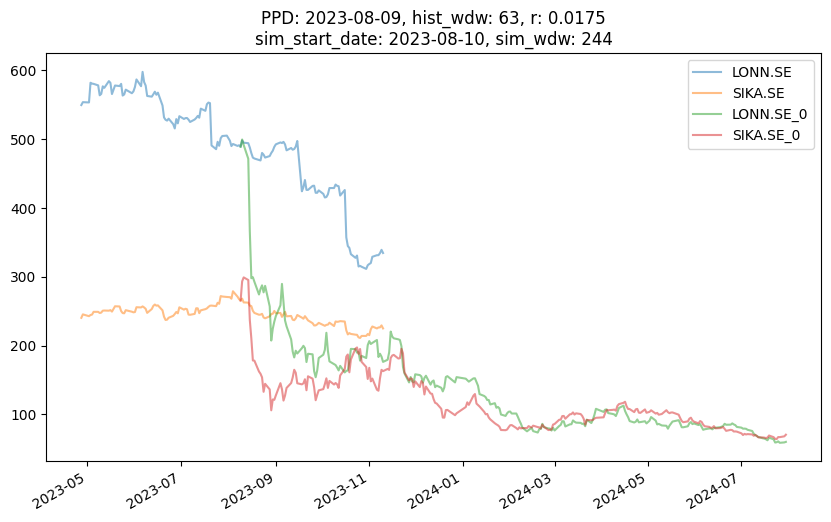 PPD: 2023-08-09, hist_wdw: 63, r: 0.0175
sim_start_date: 2023-08-10, sim_wdw: 244
LONN.SE
SIKA.SE
LONN.SE_0
SIKA.SE_0
600
500
400
300
200
100
2023-05
2023-07
2023-09
2023-11
2024-01
2024-03
2024-05
2024-07